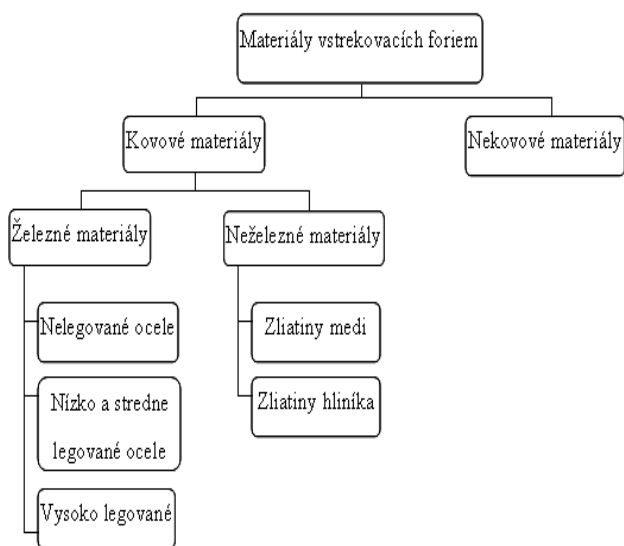 Materiály vstrekovacích foriem
Kovové materiály
Nekovové materiály
Železné materiály
Neželezné materiály
Nelegované ocele
Zliatiny medi
Nízko a stredne
legované ocele
Zliatiny hliníka
Vysoko legované